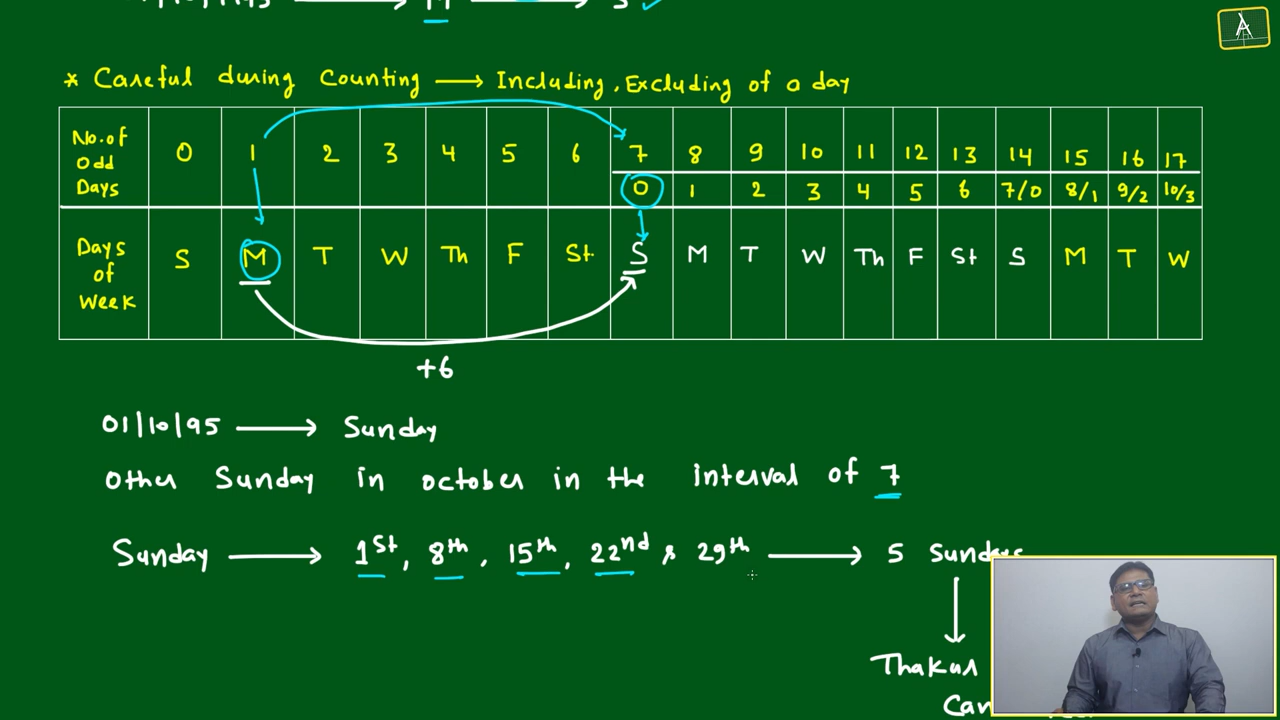 * Careful during Counting → Including, Excluding of a day
No. of Odd Days 0 1 2 3 4 5 6 7 8 9 10 11 12 13 14 15 16 17
0 1 2 3 4 5 6 7/0 8/1 9/2 10/3
Days of Week S M T W Th F St. S M T W Th F St S M T W
+6
01/10/95 → Sunday
Other Sunday in october in the interval of 7
Sunday → 1st, 8th, 15th, 22nd & 29th → 5
Thakur